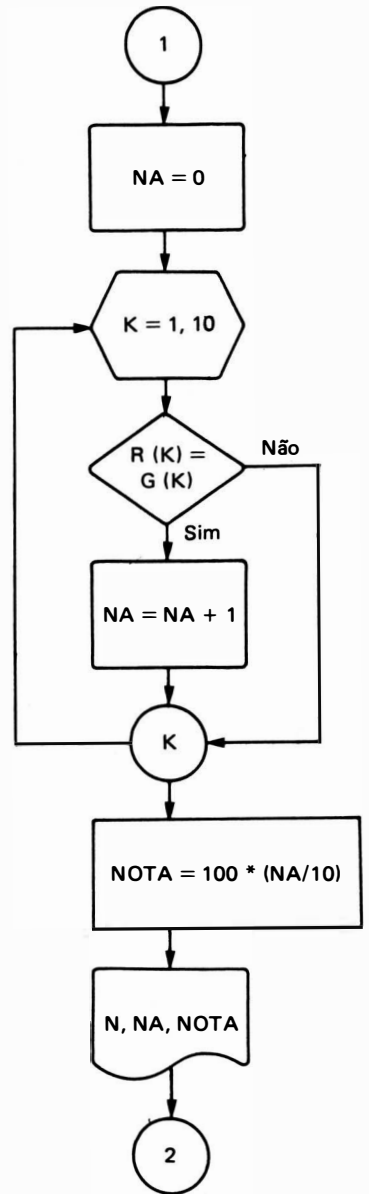 1
NA = 0
K = 1, 10
R (K) =
G (K)
Não
Sim
NA = NA + 1
K
NOTA = 100 * (NA/10)
N, NA, NOTA
2